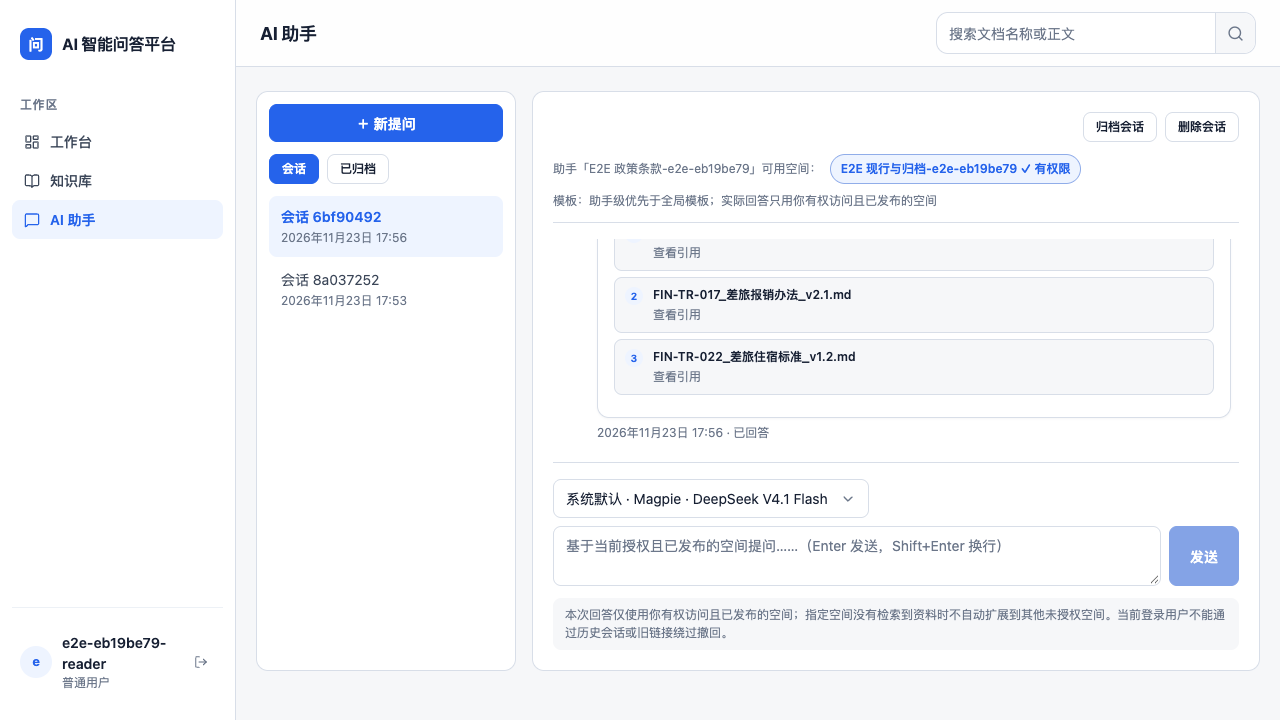 问
AI 智能问答平台
工作区
工作台
知识库
AI 助手
e
e2e-eb19be79-
reader
普通用户
AI 助手
搜索文档名称或正文
+ 新提问
会话
已归档
会话 6bf90492
2026年11月23日 17:56
会话 8a037252
2026年11月23日 17:53
归档会话
删除会话
助手「E2E 政策条款-e2e-eb19be79」可用空间：
E2E 现行与归档-e2e-eb19be79 ✓ 有权限
模板：助手级优先于全局模板；实际回答只用你有权访问且已发布的空间
查看引用
2
FIN-TR-017_差旅报销办法_v2.1.md
查看引用
3
FIN-TR-022_差旅住宿标准_v1.2.md
查看引用
2026年11月23日 17:56 · 已回答
系统默认 · Magpie · DeepSeek V4.1 Flash
基于当前授权且已发布的空间提问……（Enter 发送，Shift+Enter 换行）
发送
本次回答仅使用你有权访问且已发布的空间；指定空间没有检索到资料时不自动扩展到其他未授权空间。当前登录用户不能通
过历史会话或旧链接绕过撤回。